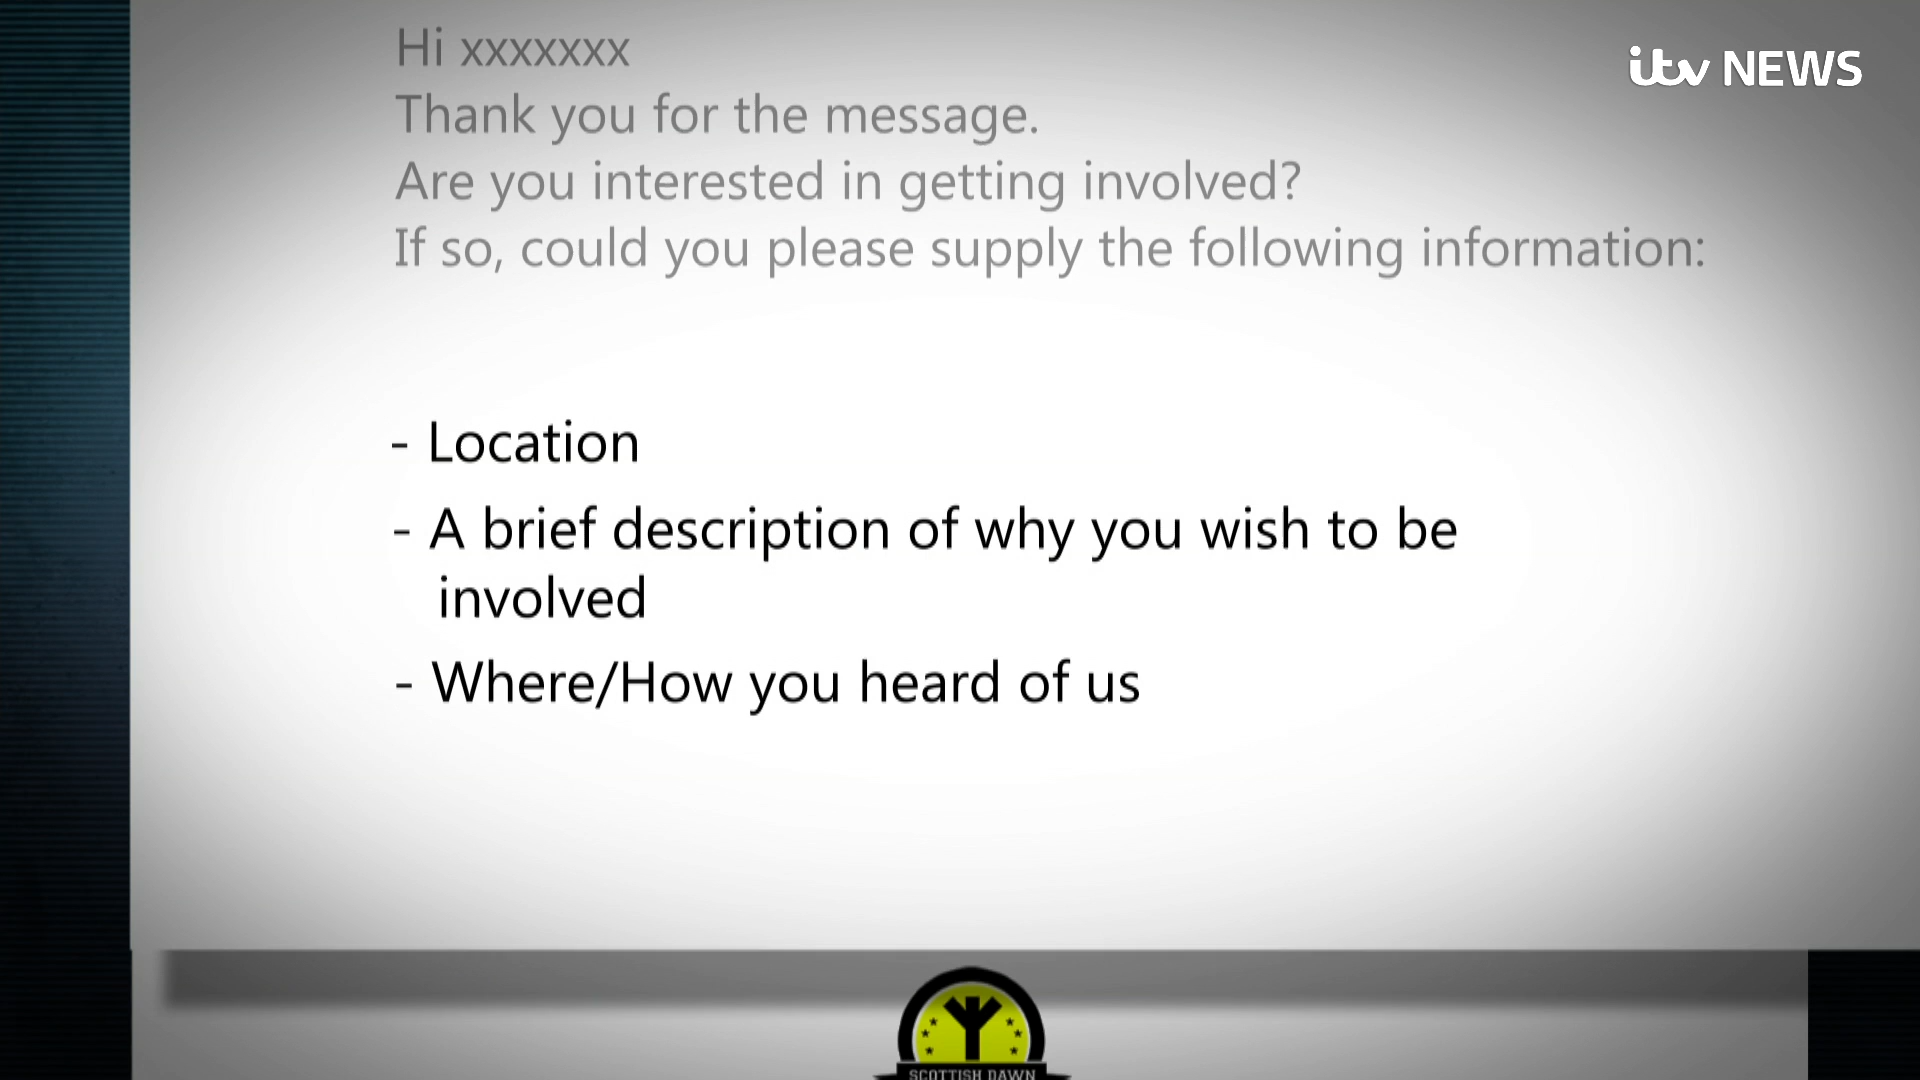 Hi xxxxxxx
itv NEWS
Thank you for the message.
Are you interested in getting involved?
If so, could you please supply the following information:
- Location
- A brief description of why you wish to be
involved
- Where/How you heard of us
SCOTTISH DAWN